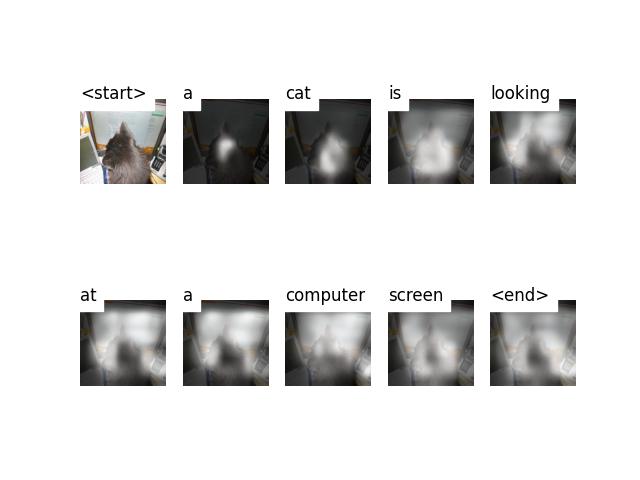 <start> a cat is looking
at a computer screen <end>